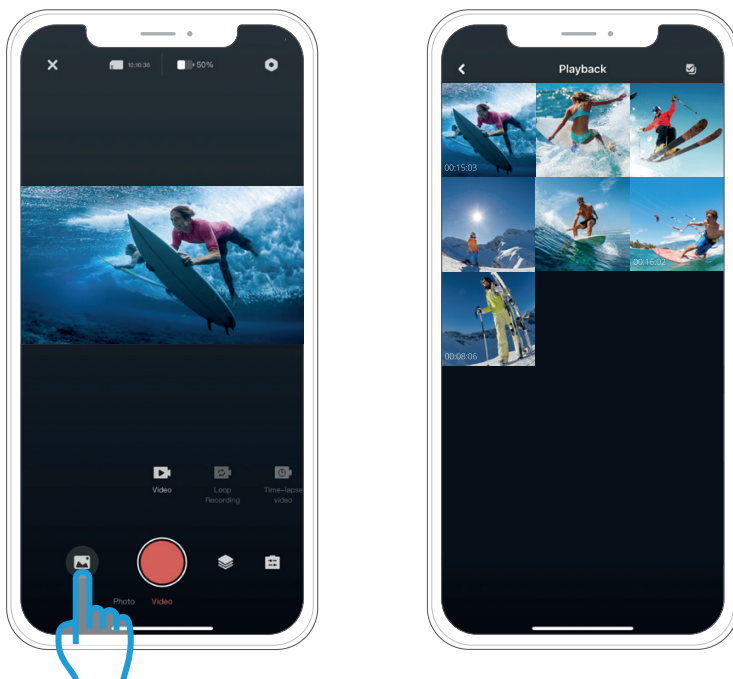 10:16:36
50%
Video
Loop
Recording
Time-lapse
video
Photo
Video
Playback
00:15:03
00:16:02
00:08:06